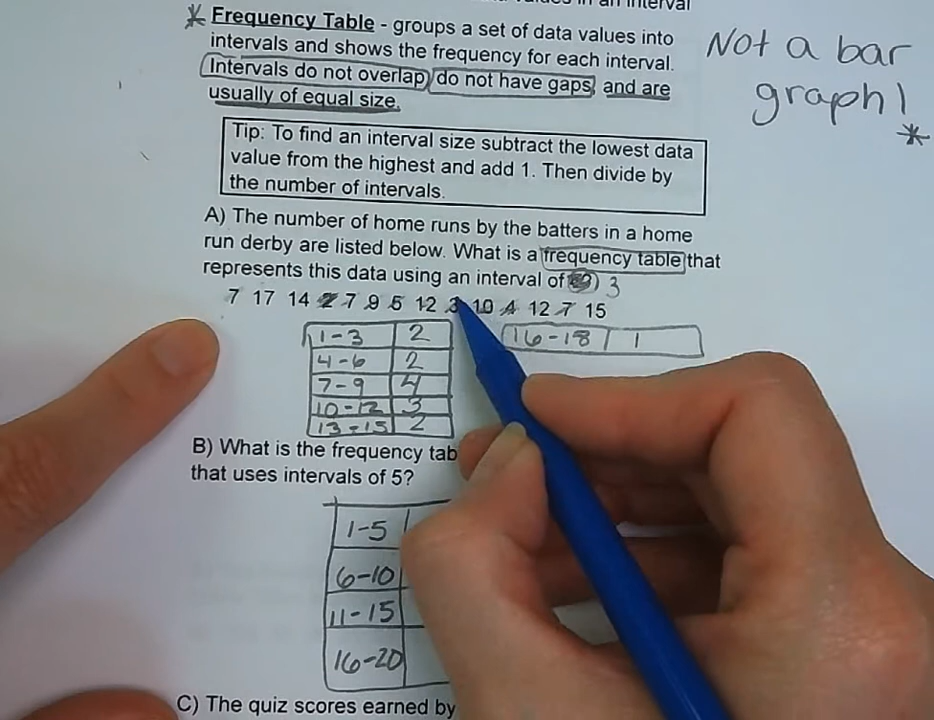 in an interval
* Frequency Table - groups a set of data values into
intervals and shows the frequency for each interval.
Intervals do not overlap, do not have gaps, and are
usually of equal size.
Not a bar
graph!
*
Tip: To find an interval size subtract the lowest data
value from the highest and add 1. Then divide by
the number of intervals.
A) The number of home runs by the batters in a home
run derby are listed below. What is a frequency table that
represents this data using an interval of 3
7 17 14 2 7 9 5 12 3 10 4 12 7 15
1-3 2
4-6 2
7-9 4
10-12 3
13-15 2
16-18 1
B) What is the frequency tab
that uses intervals of 5?
1-5
6-10
11-15
16-20
C) The quiz scores earned by